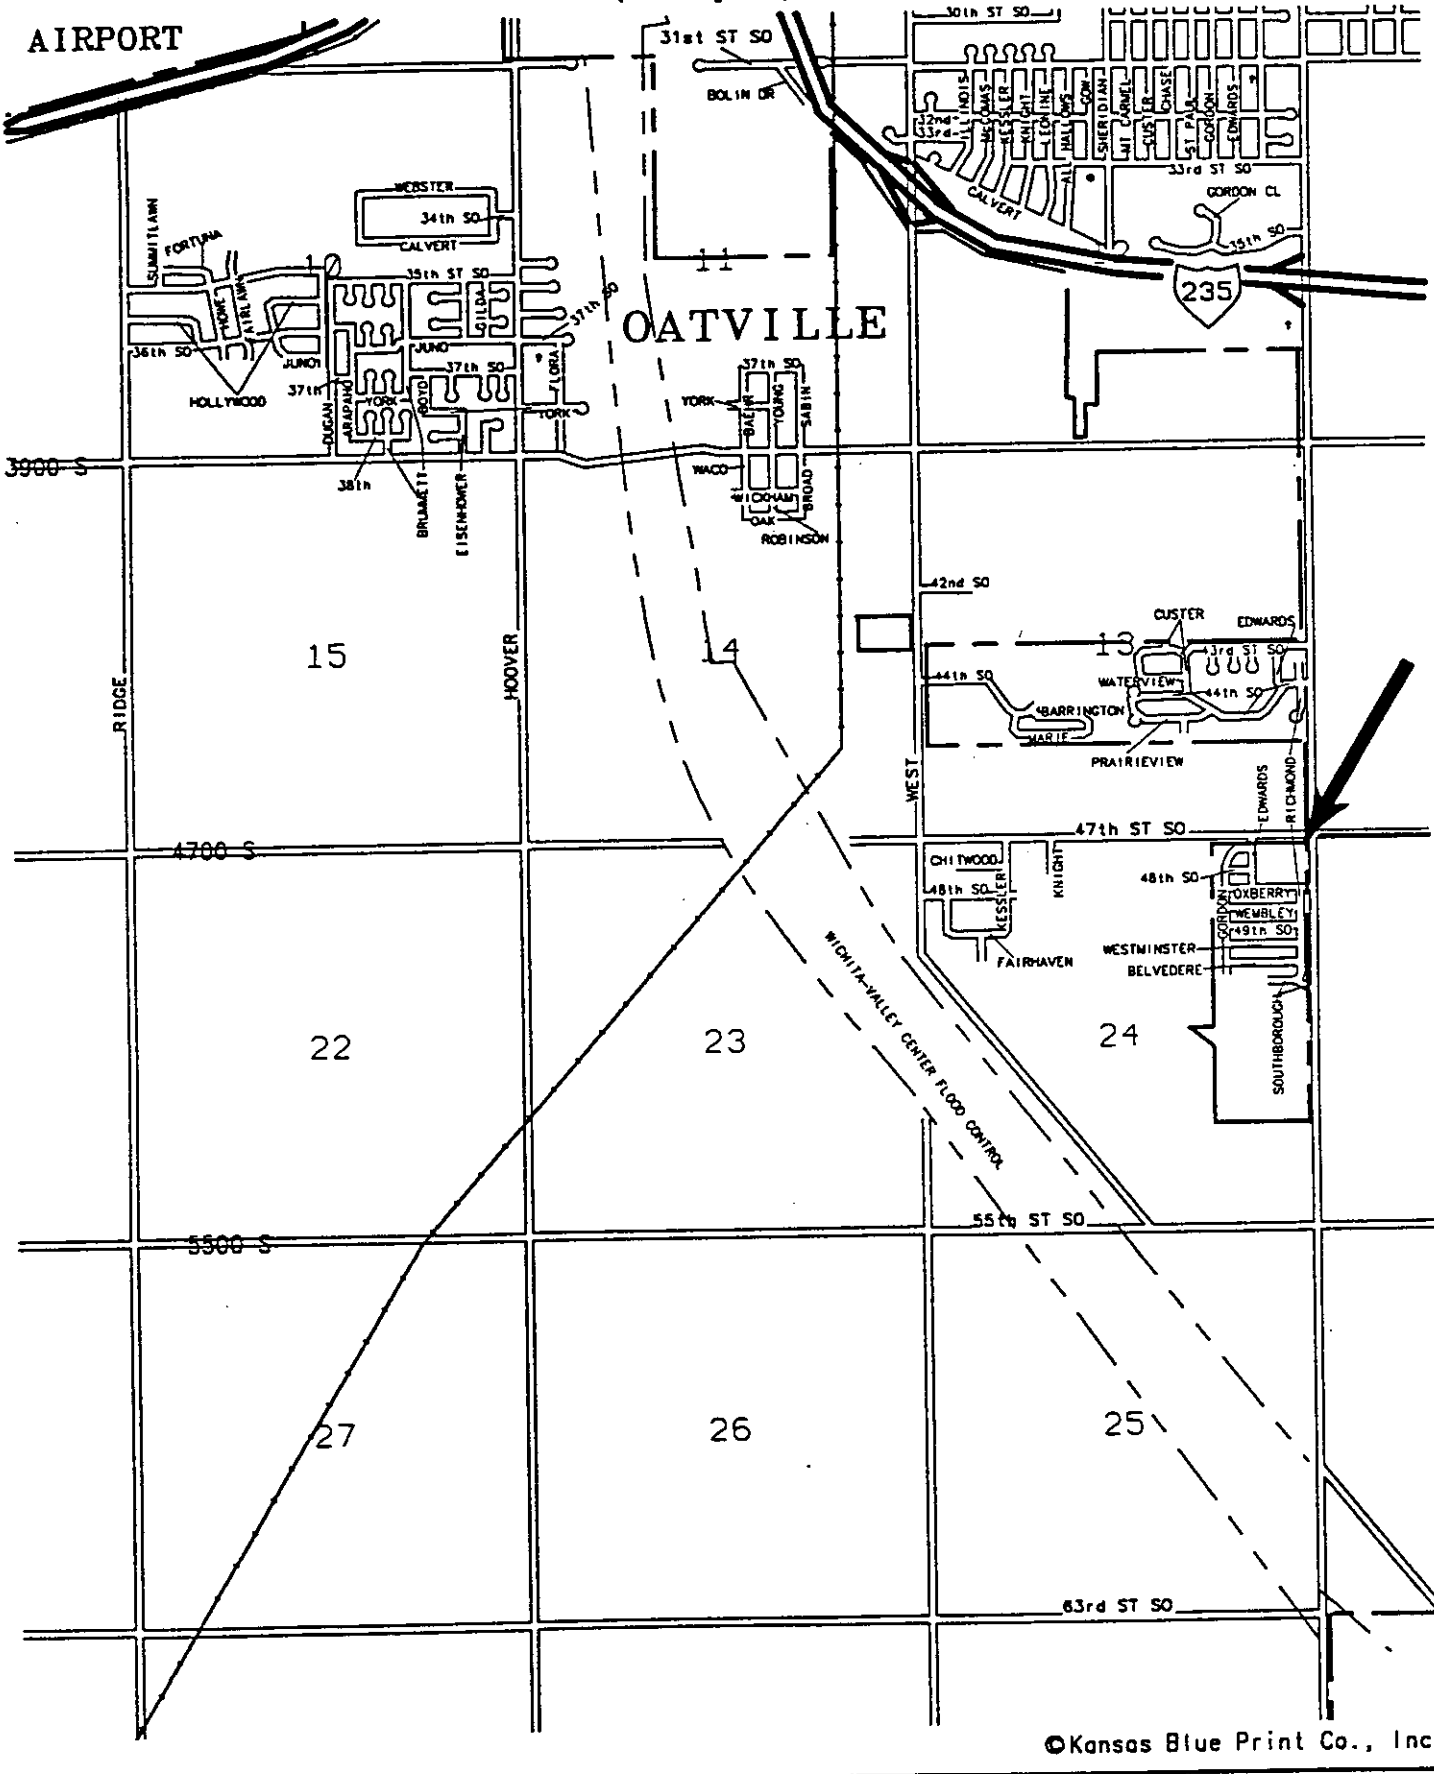 AIRPORT
30th ST SO
31st ST SO
BOLIN DR
ILLINOIS
McCOMAS
KESSLER
KNIGHT
LEONINE
ALL HALLOWS
GOW
SHERIDIAN
MT CARMEL
CUSTER
CHASE
ST PAUL
GORDON
EDWARDS
32nd
33rd
33rd ST SO
CALVERT
GORDON CL
35th SO
235
WEBSTER
34th SO
CALVERT
SUMMITLAWN
FORTUNA
HOWE
AIRLAWN
10
35th ST SO
GILDA
37th SO
11
OATVILLE
36th SO
JUNO
JUNO
HOLLYWOOD
37th
37th SO
FLORA
DUGAN
ARAPAHO
YORK
BOYD
YORK
38th
BRUMMETT
EISENHOWER
37th SO
YORK
BAEHR
YOUNG
SABIN
WACO
WICKHAM
BROAD
OAK
ROBINSON
3900 S
42nd SO
15
14
13
CUSTER
EDWARDS
43rd ST SO
44th SO
WATERVIEW
44th SO
BARRINGTON
MARIE
PRAIRIEVIEW
RIDGE
HOOVER
WEST
EDWARDS
RICHMOND
47th ST SO
4700 S
CHITWOOD
KNIGHT
48th SO
KESSLER
FAIRHAVEN
48th SO
OXBERRY
GORDON
WEMBLEY
49th SO
WESTMINSTER
BELVEDERE
SOUTHBOROUGH
WICHITA-VALLEY CENTER FLOOD CONTROL
22
23
24
55th ST SO
5500 S
27
26
25
63rd ST SO
©Kansas Blue Print Co., Inc